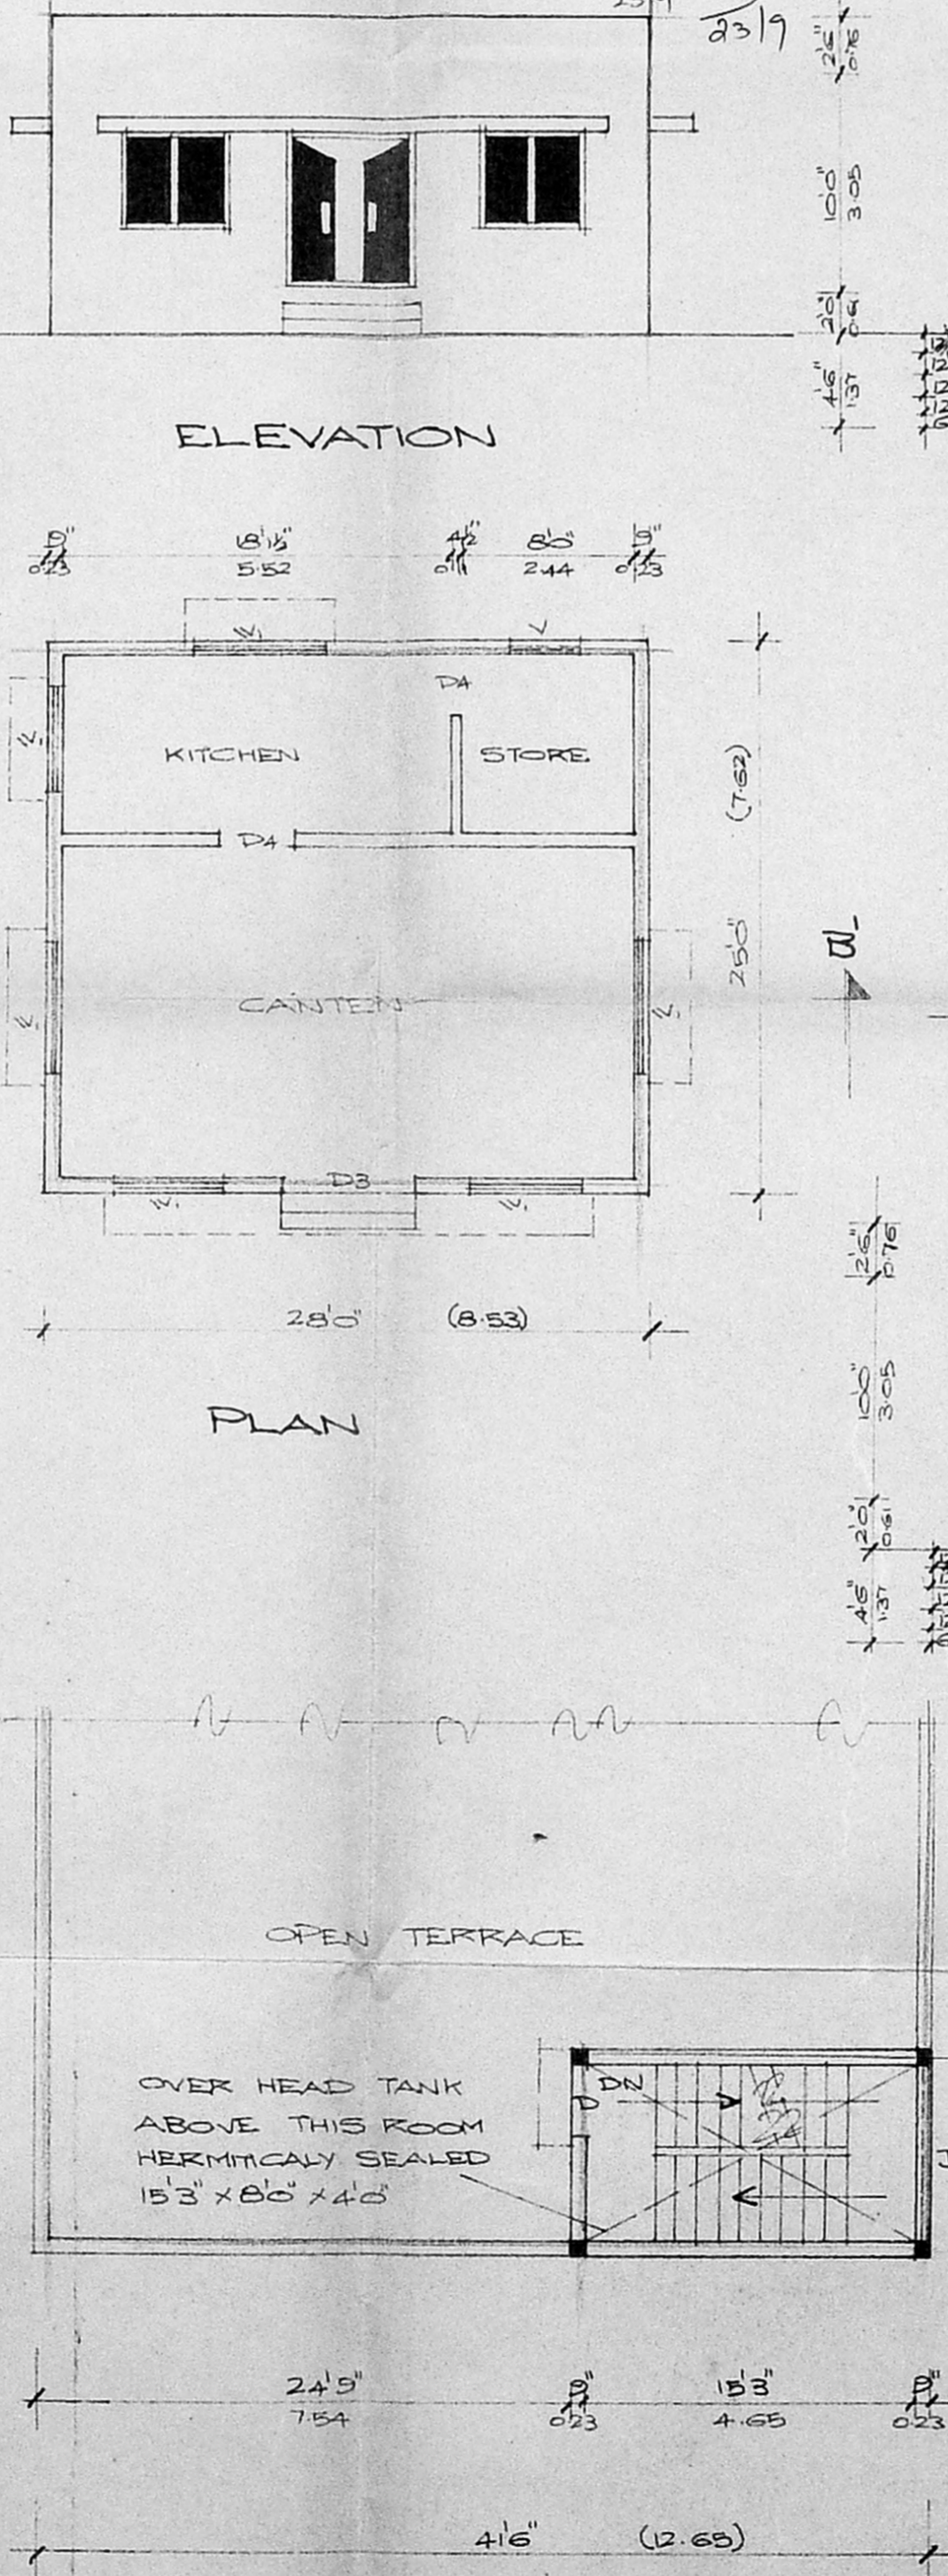 23/9
2'6"
0.76
10'0"
3.05
2'0"
0.61
4'6"
1.37
ELEVATION
9" 18'1½" 4½" 8'0" 9"
0.23 5.52 0.11 2.44 0.23
W1 V
D4
W1
KITCHEN STORE
D4
(7.62)
25'0"
B
CANTEEN
W1 W1
D3
W1 W1
28'0" (8.53)
PLAN
2'6"
0.76
10'0"
3.05
2'0"
0.61
4'6"
1.37
OPEN TERRACE
OVER HEAD TANK
ABOVE THIS ROOM
HERMITICALY SEALED
15'3" X 8'0" X 4'0"
DN
D
24'9" 9" 15'3" 9"
7.54 0.23 4.65 0.23
41'6" (12.65)